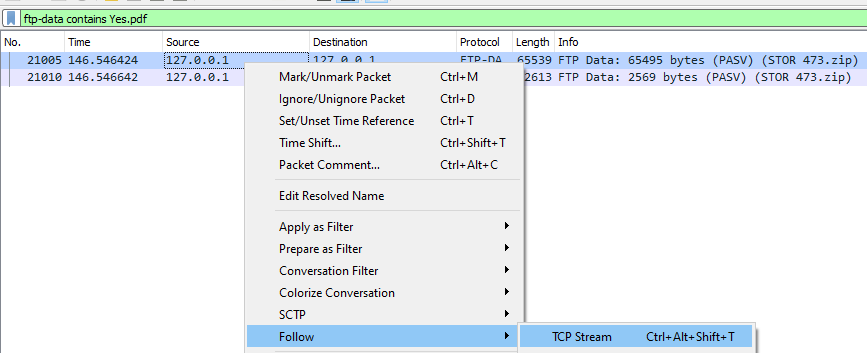 ftp-data contains Yes.pdf
No. Time Source Destination Protocol Length Info
21005 146.546424 127.0.0.1 127.0.0.1 FTP-DA… 65539 FTP Data: 65495 bytes (PASV) (STOR 473.zip)
21010 146.546642 127.0.0.1 2613 FTP Data: 2569 bytes (PASV) (STOR 473.zip)
Mark/Unmark Packet Ctrl+M
Ignore/Unignore Packet Ctrl+D
Set/Unset Time Reference Ctrl+T
Time Shift... Ctrl+Shift+T
Packet Comment... Ctrl+Alt+C
Edit Resolved Name
Apply as Filter
Prepare as Filter
Conversation Filter
Colorize Conversation
SCTP
Follow
TCP Stream Ctrl+Alt+Shift+T